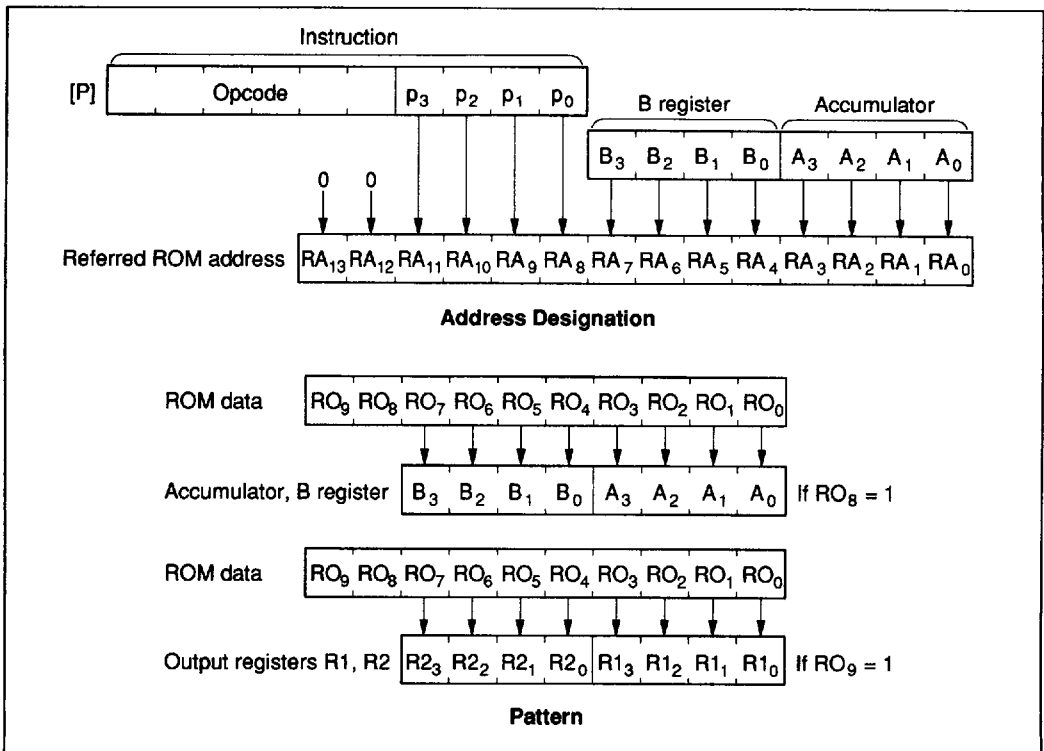 Instruction
[P] Opcode p3 p2 p1 p0
B register Accumulator
B3 B2 B1 B0 A3 A2 A1 A0
0 0
Referred ROM address RA13 RA12 RA11 RA10 RA9 RA8 RA7 RA6 RA5 RA4 RA3 RA2 RA1 RA0
Address Designation
ROM data RO9 RO8 RO7 RO6 RO5 RO4 RO3 RO2 RO1 RO0
Accumulator, B register B3 B2 B1 B0 A3 A2 A1 A0 If RO8 = 1
ROM data RO9 RO8 RO7 RO6 RO5 RO4 RO3 RO2 RO1 RO0
Output registers R1, R2 R23 R22 R21 R20 R13 R12 R11 R10 If RO9 = 1
Pattern